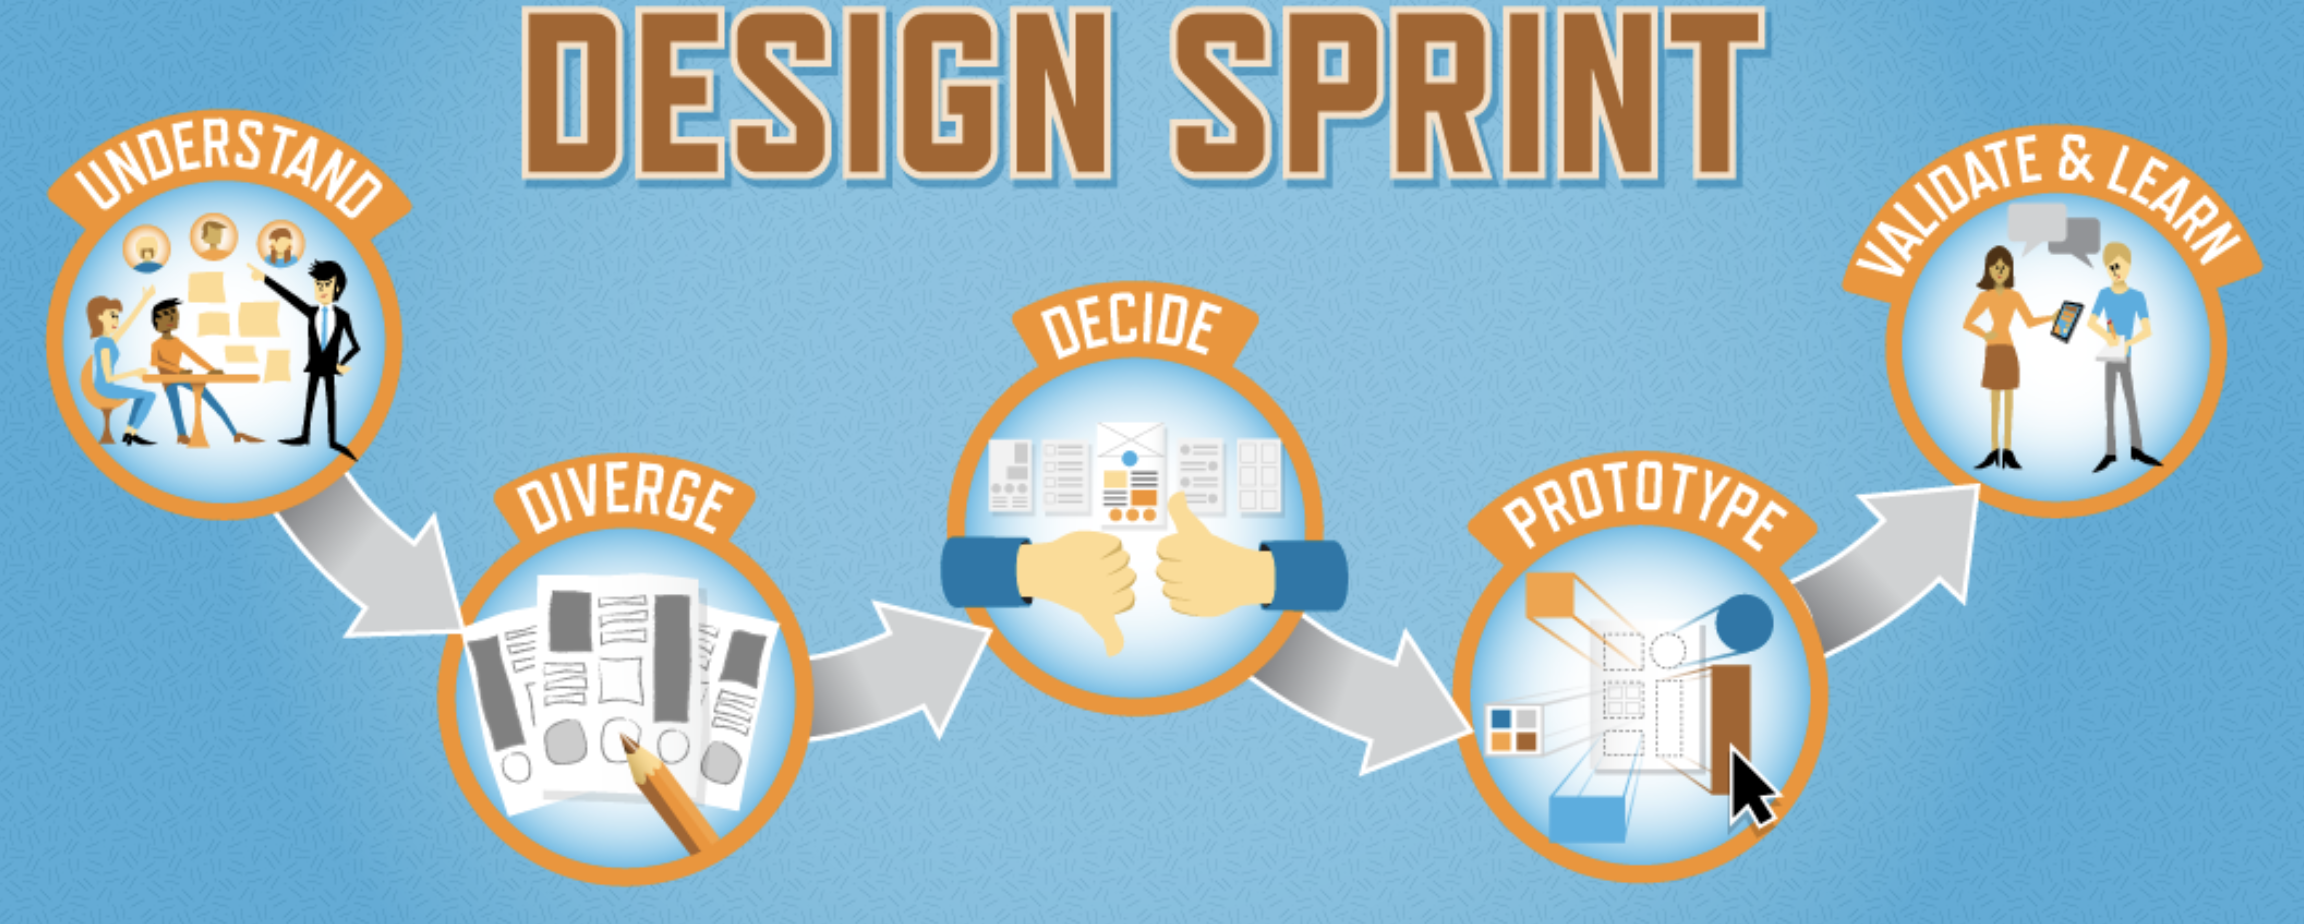 DESIGN SPRINT
UNDERSTAND
DIVERGE
DECIDE
PROTOTYPE
VALIDATE & LEARN